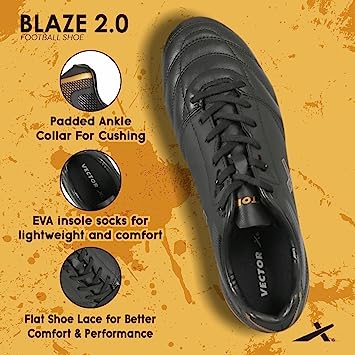 BLAZE 2.0
FOOTBALL SHOE
Padded Ankle
Collar For Cushing
VECTOR X
EVA insole socks for
lightweight and comfort
Flat Shoe Lace for Better
Comfort & Performance
TO
VECTOR X
X